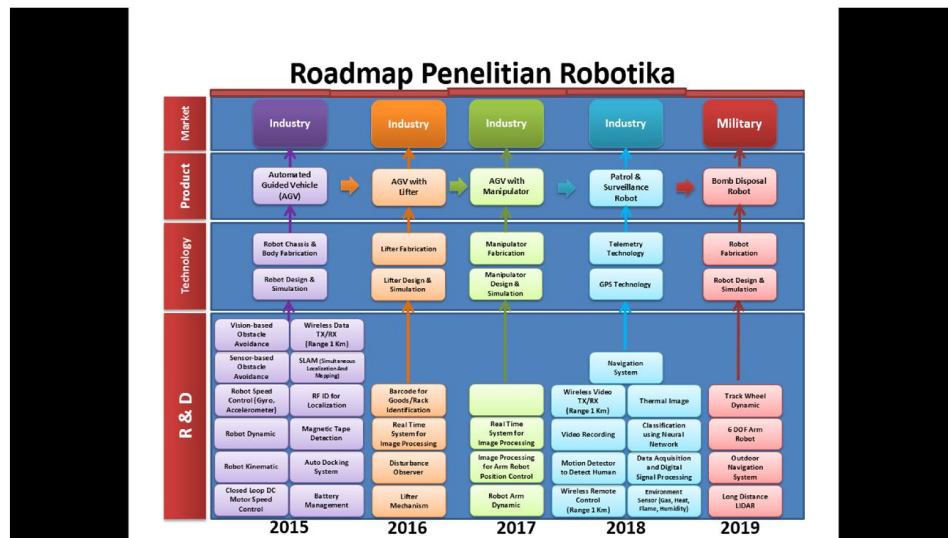 Roadmap Penelitian Robotika
Market
Industry
Industry
Industry
Industry
Military
Product
Automated
Guided Vehicle
(AGV)
AGV with
Lifter
AGV with
Manipulator
Patrol &
Surveillance
Robot
Bomb Disposal
Robot
Technology
Robot Chassis &
Body Fabrication
Lifter Fabrication
Manipulator
Fabrication
Telemetry
Technology
Robot
Fabrication
Robot Design &
Simulation
Lifter Design &
Simulation
Manipulator
Design &
Simulation
GPS Technology
Robot Design &
Simulation
R & D
Vision-based
Obstacle
Avoidance
Wireless Data
TX/RX
(Range 1 Km)
Sensor-based
Obstacle
Avoidance
SLAM (Simultaneous
Localization And
Mapping)
Robot Speed
Control (Gyro,
Accelerometer)
RF ID for
Localization
Robot Dynamic
Magnetic Tape
Detection
Robot Kinematic
Auto Docking
System
Closed Loop DC
Motor Speed
Control
Battery
Management
Barcode for
Goods/Rack
Identification
Real Time
System for
Image Processing
Disturbance
Observer
Lifter
Mechanism
Real Time
System for
Image Processing
Image Processing
for Arm Robot
Position Control
Robot Arm
Dynamic
Navigation
System
Wireless Video
TX/RX
(Range 1 Km)
Thermal Image
Video Recording
Classification
using Neural
Network
Motion Detector
to Detect Human
Data Acquisition
and Digital
Signal Processing
Wireless Remote
Control
(Range 1 Km)
Environment
Sensor (Gas, Heat,
Flame, Humidity)
Track Wheel
Dynamic
6 DOF Arm
Robot
Outdoor
Navigation
System
Long Distance
LIDAR
2015
2016
2017
2018
2019